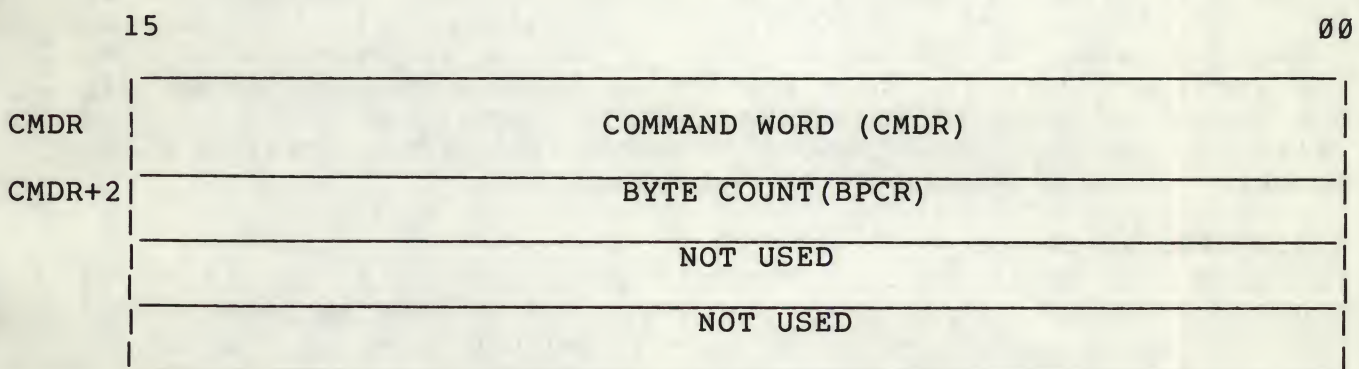 15 00
CMDR COMMAND WORD (CMDR)
CMDR+2 BYTE COUNT(BPCR)
NOT USED
NOT USED